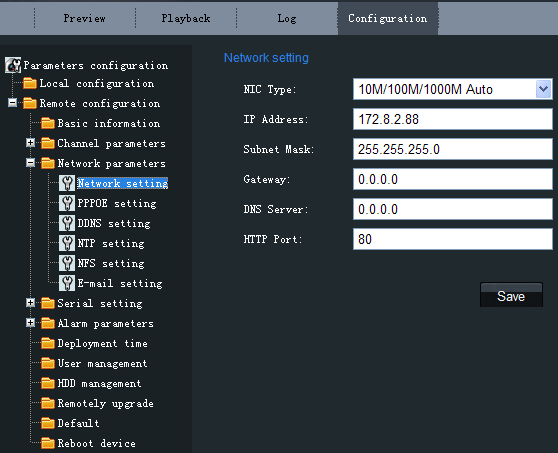 Preview Playback Log Configuration
Parameters configuration
Local configuration
Remote configuration
Basic information
Channel parameters
Network parameters
Network setting
PPPOE setting
DDNS setting
NTP setting
NFS setting
E-mail setting
Serial setting
Alarm parameters
Deployment time
User management
HDD management
Remotely upgrade
Default
Reboot device
Network setting
NIC Type: 10M/100M/1000M Auto
IP Address: 172.8.2.88
Subnet Mask: 255.255.255.0
Gateway: 0.0.0.0
DNS Server: 0.0.0.0
HTTP Port: 80
Save